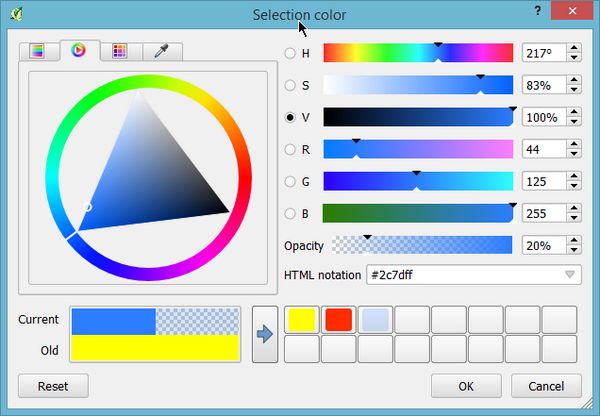 Selection color
?
H 217°
S 83%
V 100%
R 44
G 125
B 255
Opacity 20%
HTML notation #2c7dff
Current
Old
Reset OK Cancel